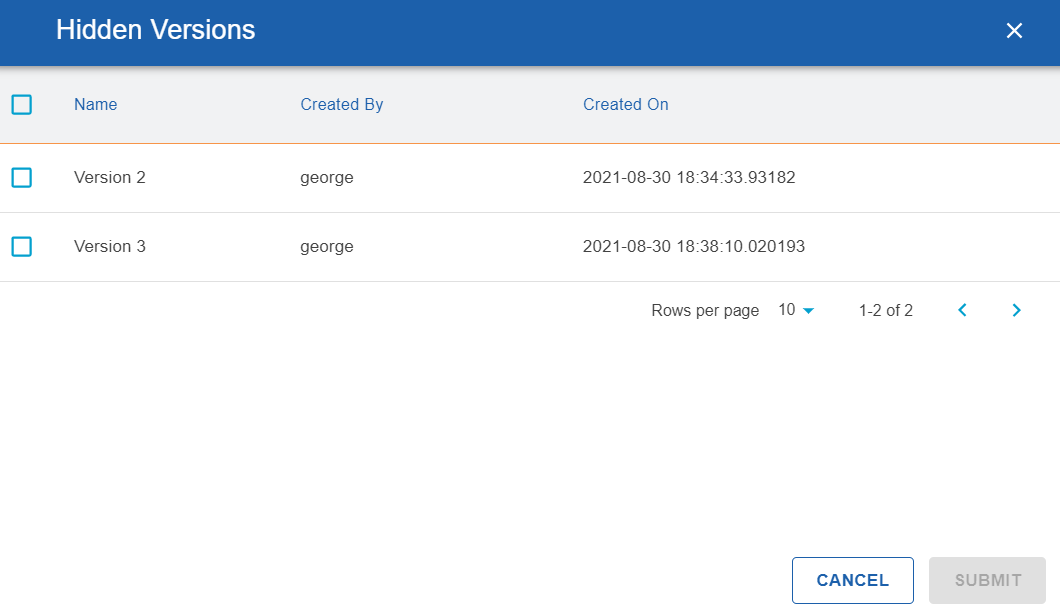 Hidden Versions
Name Created By Created On
Version 2 george 2021-08-30 18:34:33.93182
Version 3 george 2021-08-30 18:38:10.020193
Rows per page 10 1-2 of 2
CANCEL SUBMIT